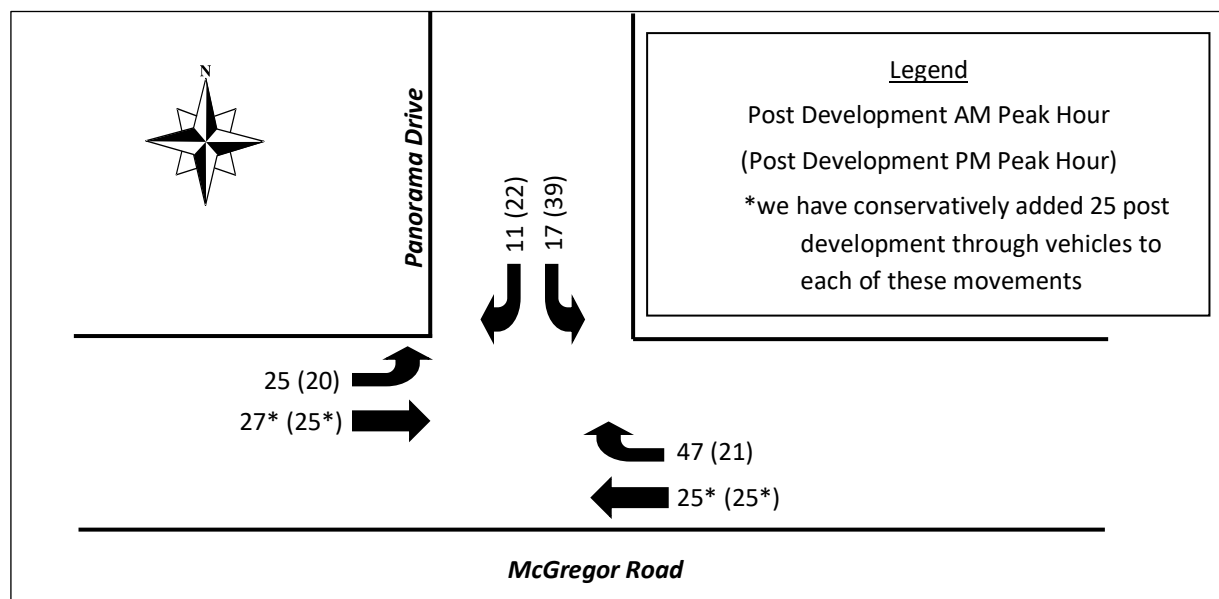 N
Panorama Drive
11 (22)
17 (39)
Legend
Post Development AM Peak Hour
(Post Development PM Peak Hour)
*we have conservatively added 25 post
development through vehicles to
each of these movements
25 (20)
27* (25*)
47 (21)
25* (25*)
McGregor Road